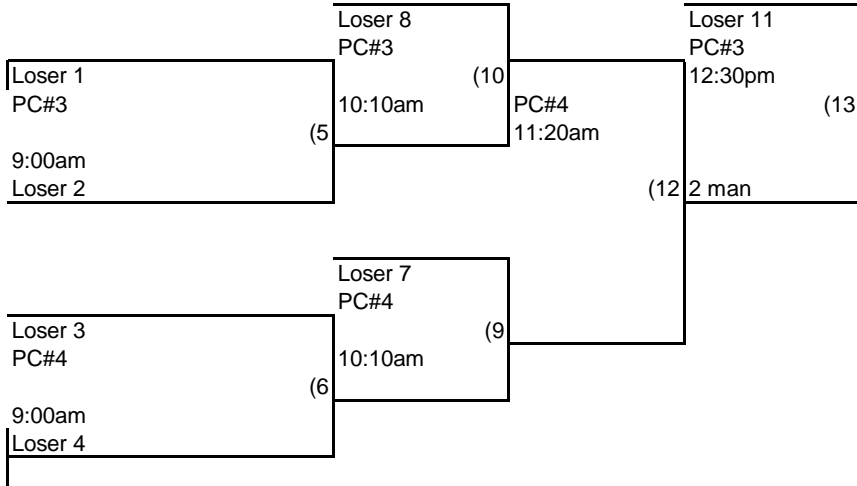 Loser 8
PC#3
(10
10:10am
Loser 11
PC#3
12:30pm
(13
Loser 1
PC#3
(5
9:00am
Loser 2
PC#4
11:20am
(12
2 man
Loser 7
PC#4
(9
10:10am
Loser 3
PC#4
(6
9:00am
Loser 4